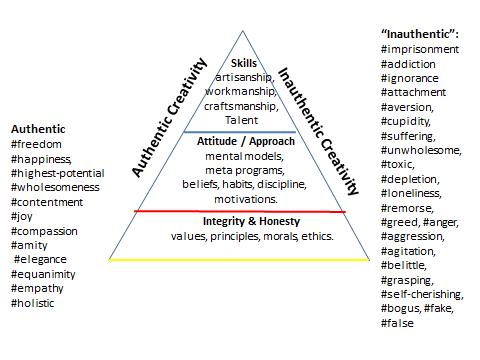 Authentic
#freedom
#happiness,
#highest-potential
#wholesomeness
#contentment
#joy
#compassion
#amity
#elegance
#equanimity
#empathy
#holistic
Authentic Creativity
Skills
artisanship,
workmanship,
craftsmanship,
Talent
Attitude / Approach
mental models,
meta programs,
beliefs, habits, discipline,
motivations.
Integrity & Honesty
values, principles, morals, ethics.
Inauthentic Creativity
“Inauthentic”:
#imprisonment
#addiction
#ignorance
#attachment
#aversion,
#cupidity,
#suffering,
#unwholesome,
#toxic,
#depletion,
#loneliness,
#remorse,
#greed, #anger,
#aggression,
#agitation,
#belittle,
#grasping,
#self-cherishing,
#bogus, #fake,
#false